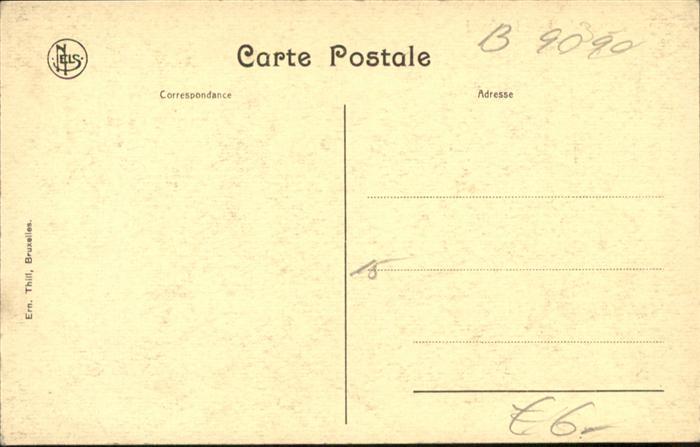 B 9090
NELS
Carte Postale
Correspondance
Adresse
Ern. Thill, Bruxelles.
15
€ 6-